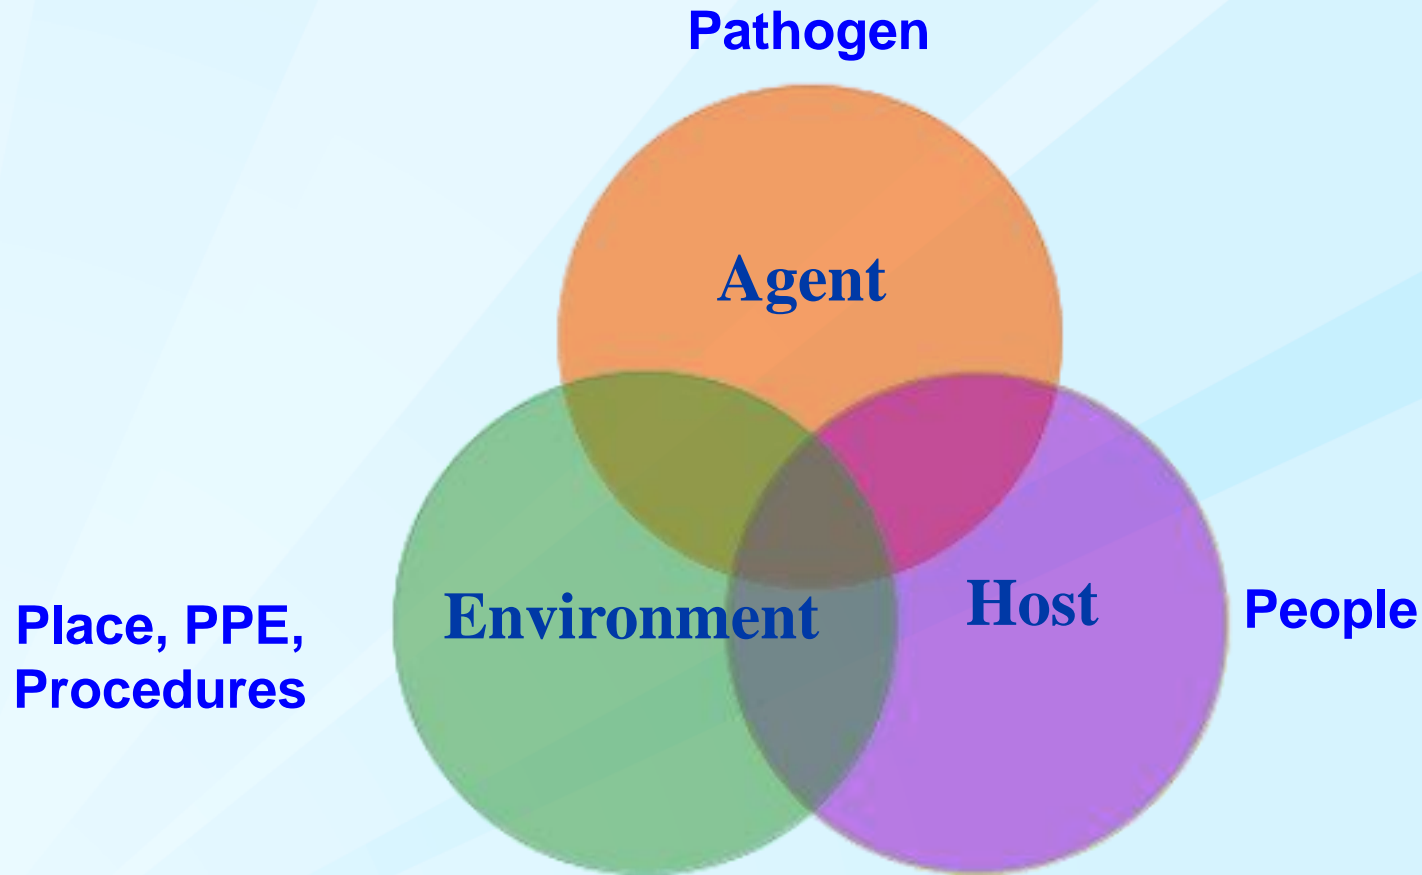 Pathogen
Agent
Environment
Host
Place, PPE,
Procedures
People